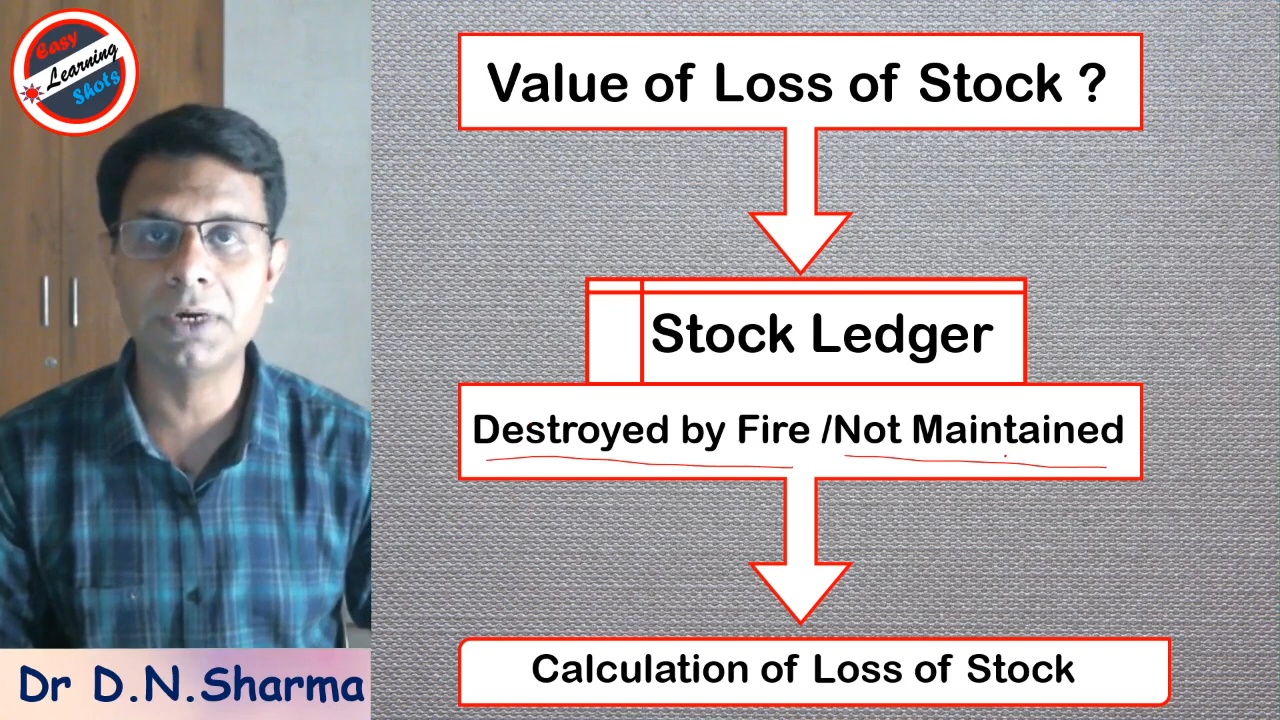 Easy
Learning
Shots
Value of Loss of Stock ?
Stock Ledger
Destroyed by Fire /Not Maintained
Calculation of Loss of Stock
Dr D.N.Sharma